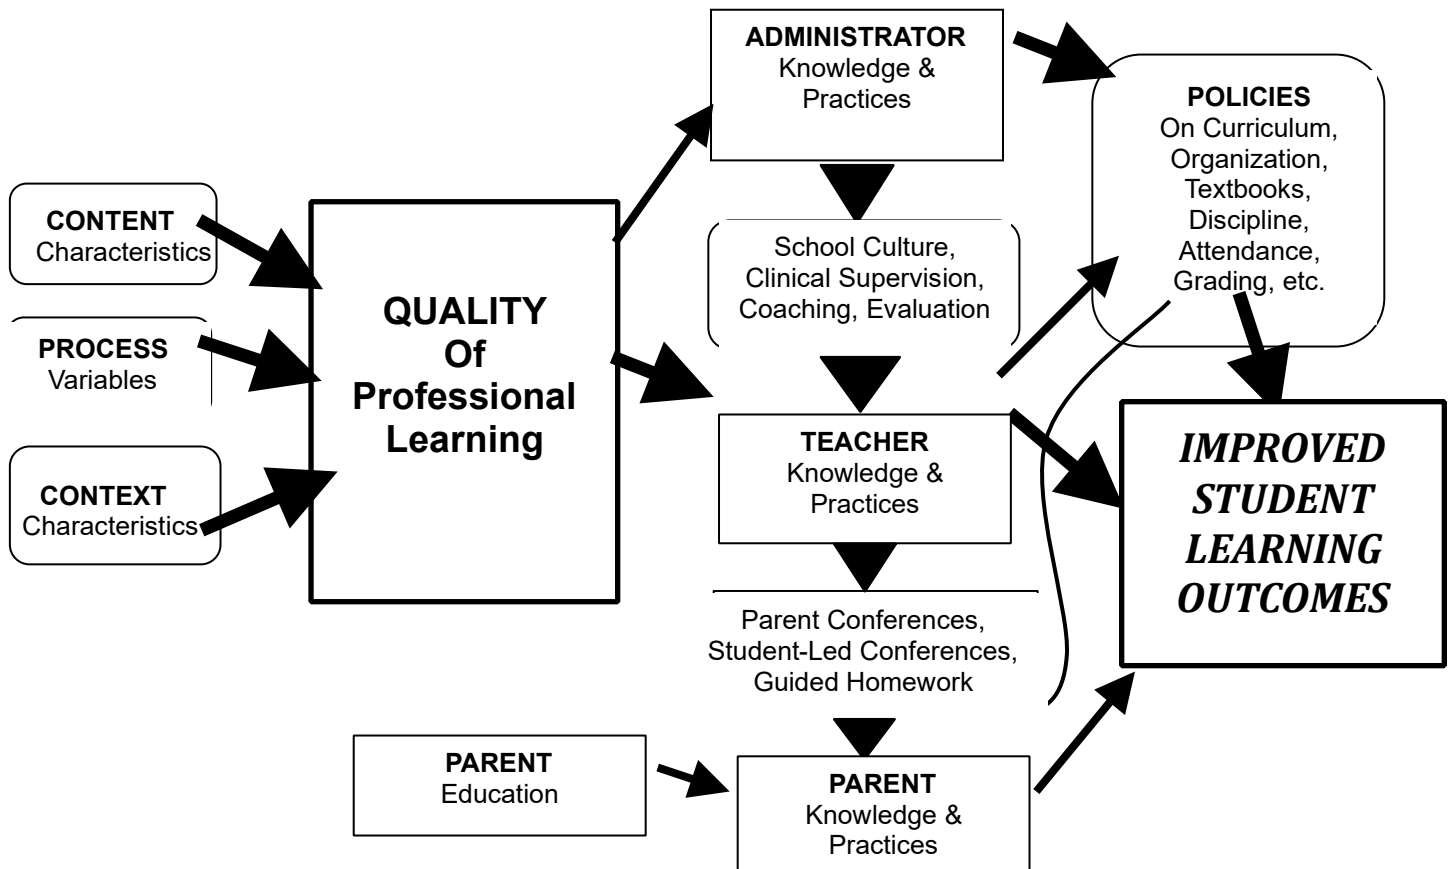 CONTENT
Characteristics
PROCESS
Variables
CONTEXT
Characteristics
QUALITY
Of
Professional
Learning
ADMINISTRATOR
Knowledge &
Practices
School Culture,
Clinical Supervision,
Coaching, Evaluation
TEACHER
Knowledge &
Practices
Parent Conferences,
Student-Led Conferences,
Guided Homework
PARENT
Education
PARENT
Knowledge &
Practices
POLICIES
On Curriculum,
Organization,
Textbooks,
Discipline,
Attendance,
Grading, etc.
IMPROVED
STUDENT
LEARNING
OUTCOMES